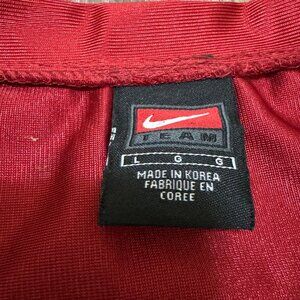 TEAM
L G G
MADE IN KOREA
FABRIQUE EN
COREE